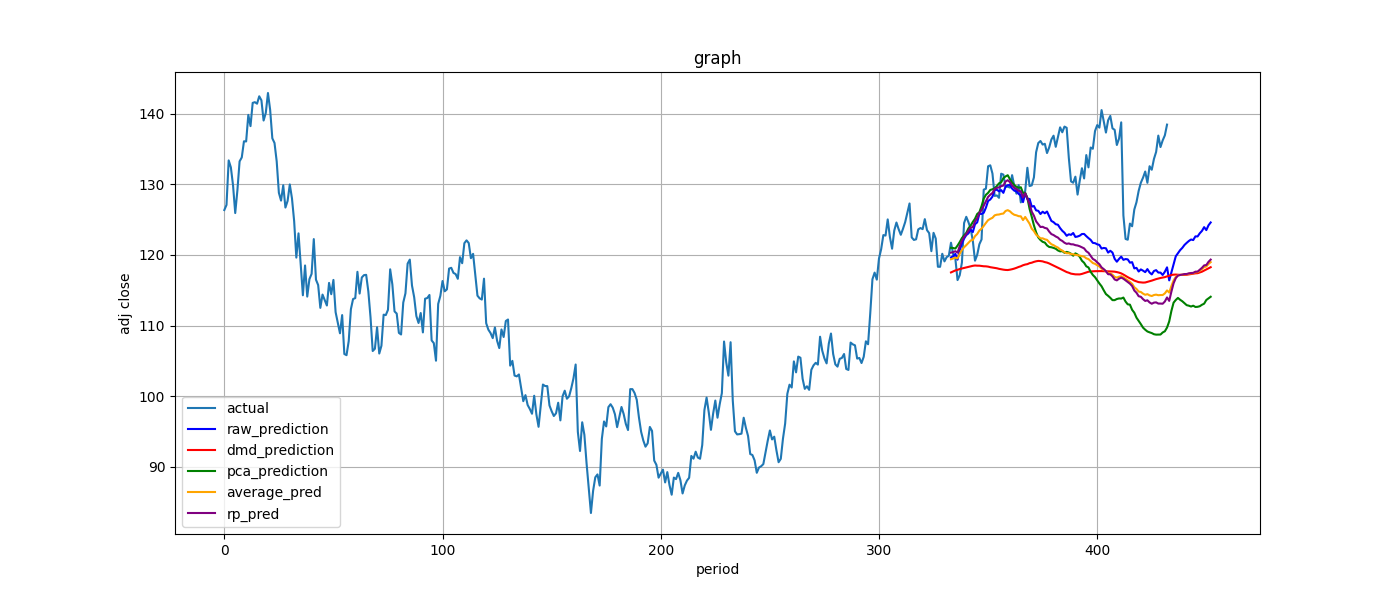 graph
140
130
120
110
100
90
adj close
actual
raw_prediction
dmd_prediction
pca_prediction
average_pred
rp_pred
0 100 200 300 400
period